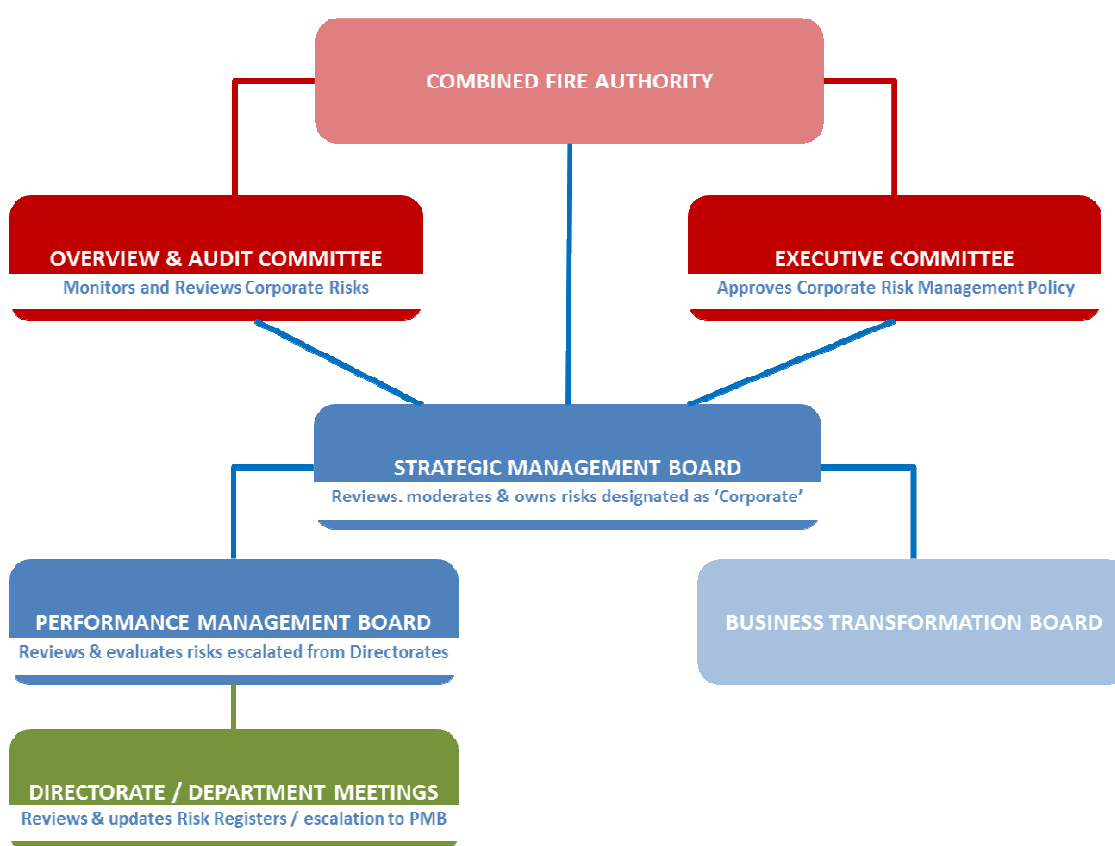 COMBINED FIRE AUTHORITY
OVERVIEW & AUDIT COMMITTEE
Monitors and Reviews Corporate Risks
EXECUTIVE COMMITTEE
Approves Corporate Risk Management Policy
STRATEGIC MANAGEMENT BOARD
Reviews. moderates & owns risks designated as ‘Corporate’
PERFORMANCE MANAGEMENT BOARD
Reviews & evaluates risks escalated from Directorates
BUSINESS TRANSFORMATION BOARD
DIRECTORATE / DEPARTMENT MEETINGS
Reviews & updates Risk Registers / escalation to PMB